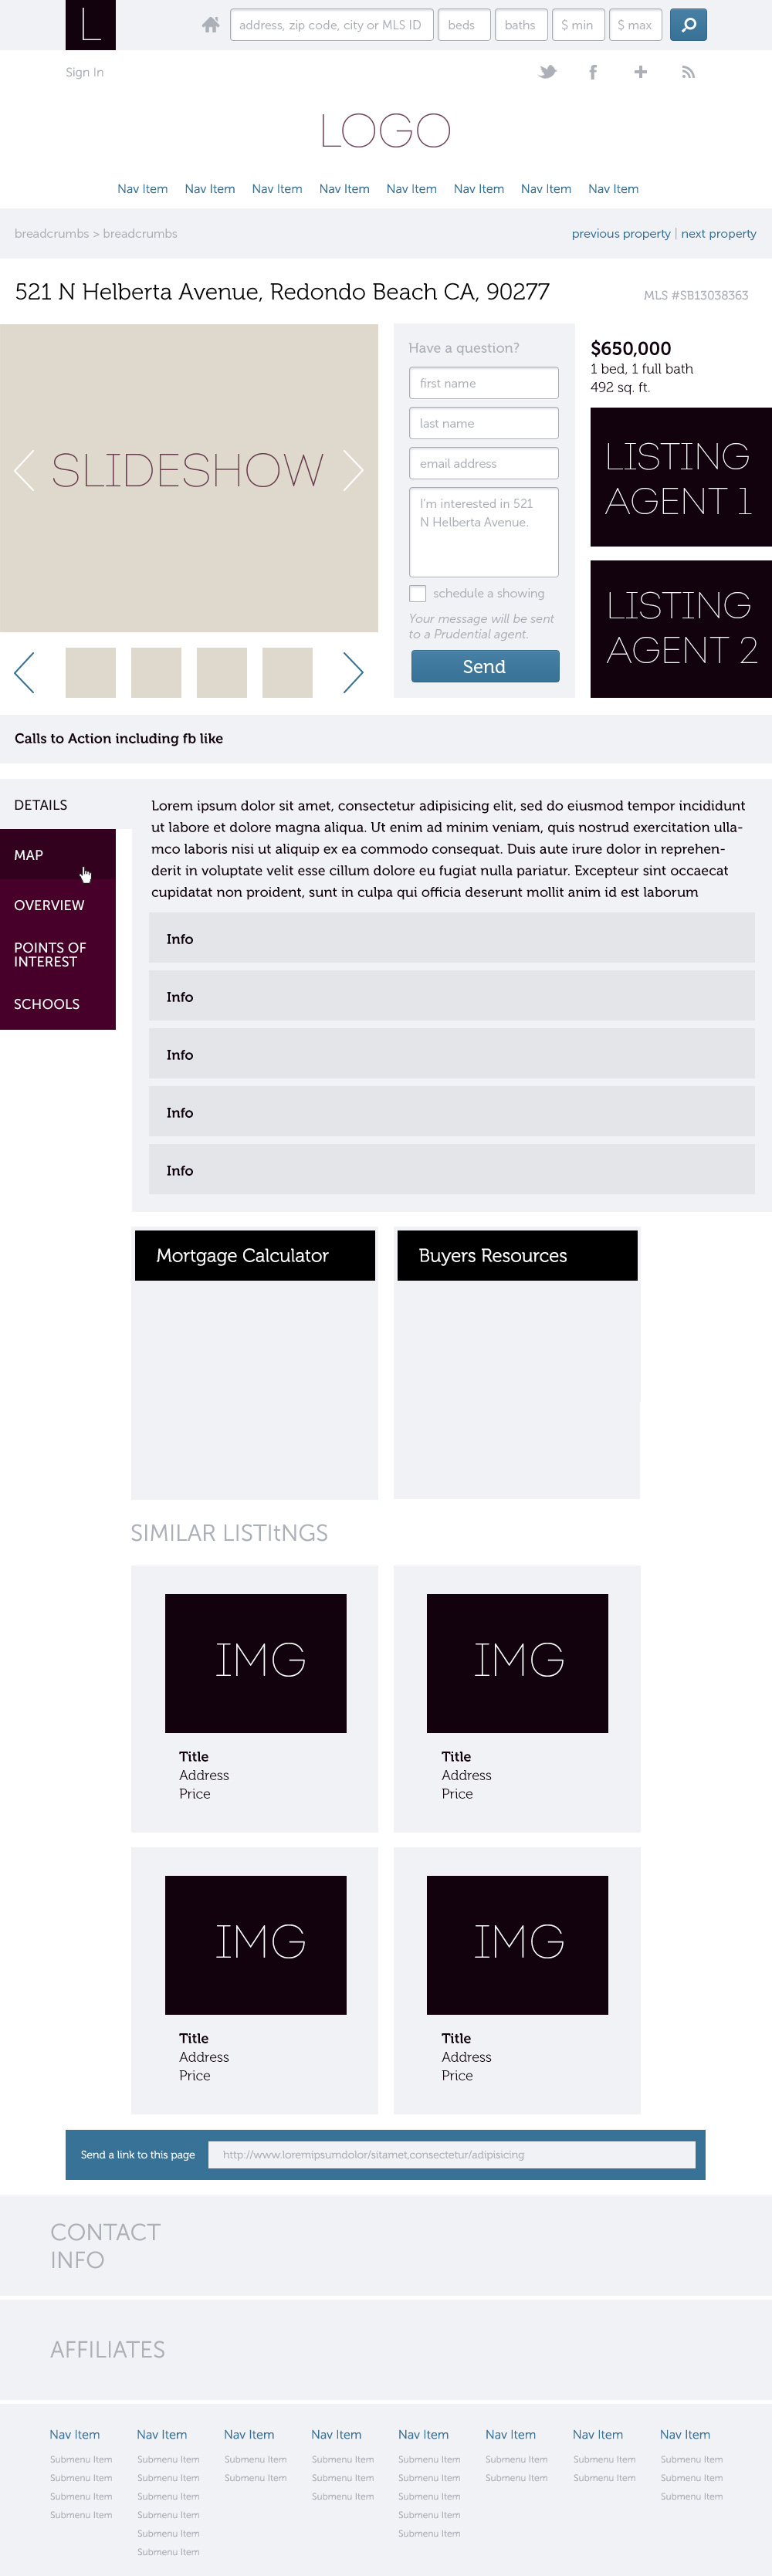 L
address, zip code, city or MLS ID beds baths $ min $ max
Sign In
LOGO
Nav Item Nav Item Nav Item Nav Item Nav Item Nav Item Nav Item Nav Item
breadcrumbs > breadcrumbs previous property | next property
521 N Helberta Avenue, Redondo Beach CA, 90277 MLS #SB13038363
SLIDESHOW
Have a question?
first name
last name
email address
I'm interested in 521
N Helberta Avenue.
schedule a showing
Your message will be sent
to a Prudential agent.
Send
$650,000
1 bed, 1 full bath
492 sq. ft.
LISTING
AGENT 1
LISTING
AGENT 2
Calls to Action including fb like
DETAILS
MAP
OVERVIEW
POINTS OF
INTEREST
SCHOOLS
Lorem ipsum dolor sit amet, consectetur adipisicing elit, sed do eiusmod tempor incididunt
ut labore et dolore magna aliqua. Ut enim ad minim veniam, quis nostrud exercitation ulla-
mco laboris nisi ut aliquip ex ea commodo consequat. Duis aute irure dolor in reprehen-
derit in voluptate velit esse cillum dolore eu fugiat nulla pariatur. Excepteur sint occaecat
cupidatat non proident, sunt in culpa qui officia deserunt mollit anim id est laborum
Info
Info
Info
Info
Info
Mortgage Calculator
Buyers Resources
SIMILAR LISTItNGS
IMG
Title
Address
Price
IMG
Title
Address
Price
IMG
Title
Address
Price
IMG
Title
Address
Price
Send a link to this page http://www.loremipsumdolor/sitamet,consectetur/adipisicing
CONTACT
INFO
AFFILIATES
Nav Item Nav Item Nav Item Nav Item Nav Item Nav Item Nav Item Nav Item
Submenu Item Submenu Item Submenu Item Submenu Item Submenu Item Submenu Item Submenu Item Submenu Item
Submenu Item Submenu Item Submenu Item Submenu Item Submenu Item Submenu Item Submenu Item Submenu Item
Submenu Item Submenu Item Submenu Item Submenu Item Submenu Item
Submenu Item Submenu Item Submenu Item
Submenu Item Submenu Item
Submenu Item